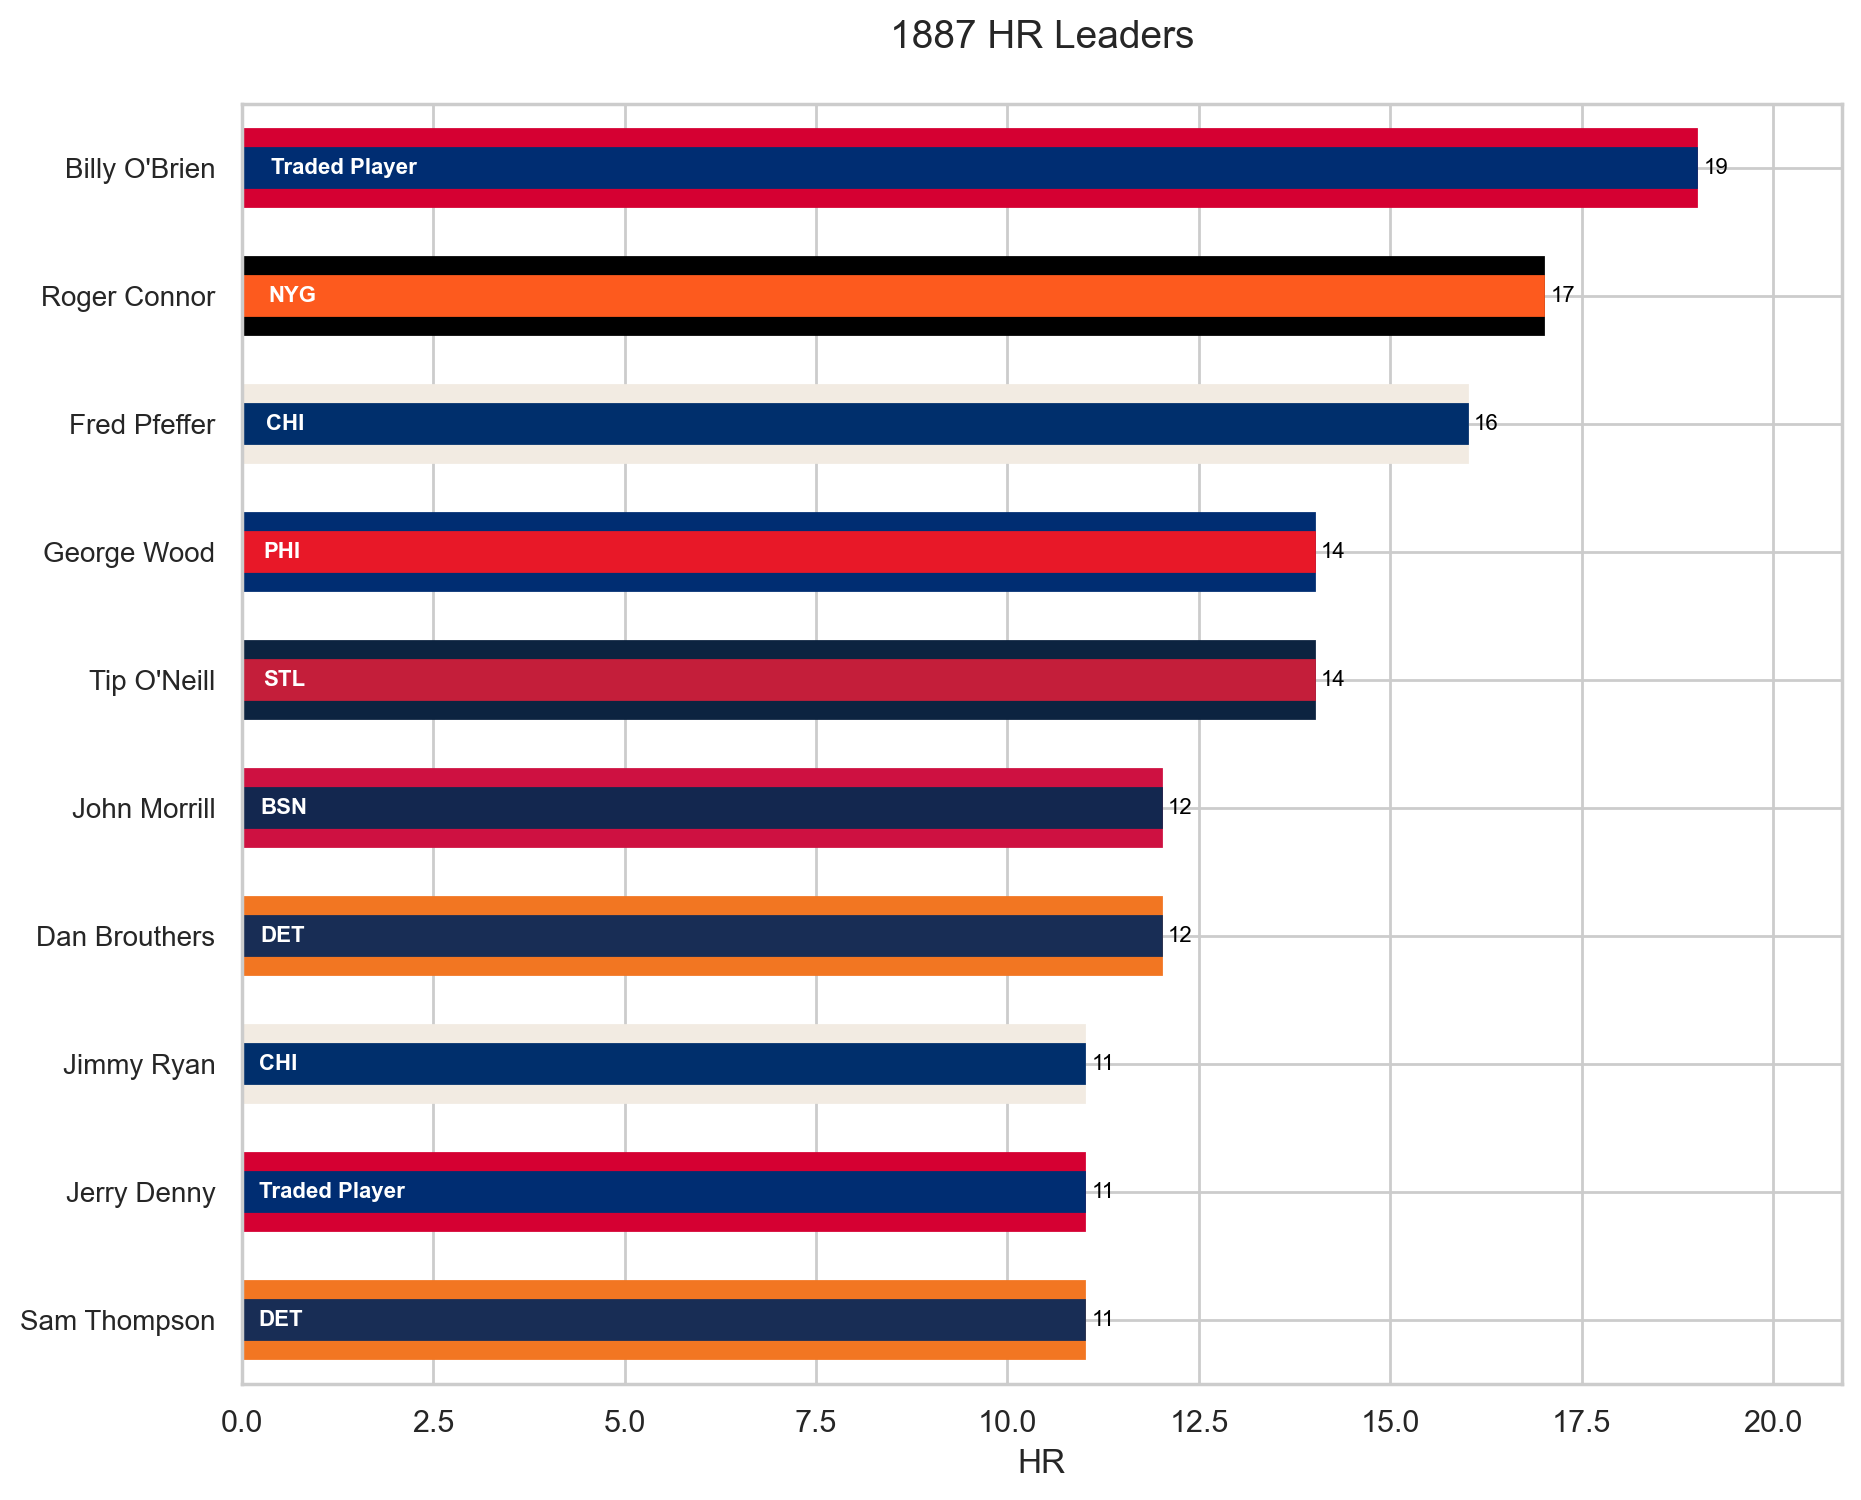 1887 HR Leaders
Billy O'Brien
Traded Player
19
Roger Connor
NYG
17
Fred Pfeffer
CHI
16
George Wood
PHI
14
Tip O'Neill
STL
14
John Morrill
BSN
12
Dan Brouthers
DET
12
Jimmy Ryan
CHI
11
Jerry Denny
Traded Player
11
Sam Thompson
DET
11
0.0 2.5 5.0 7.5 10.0 12.5 15.0 17.5 20.0
HR